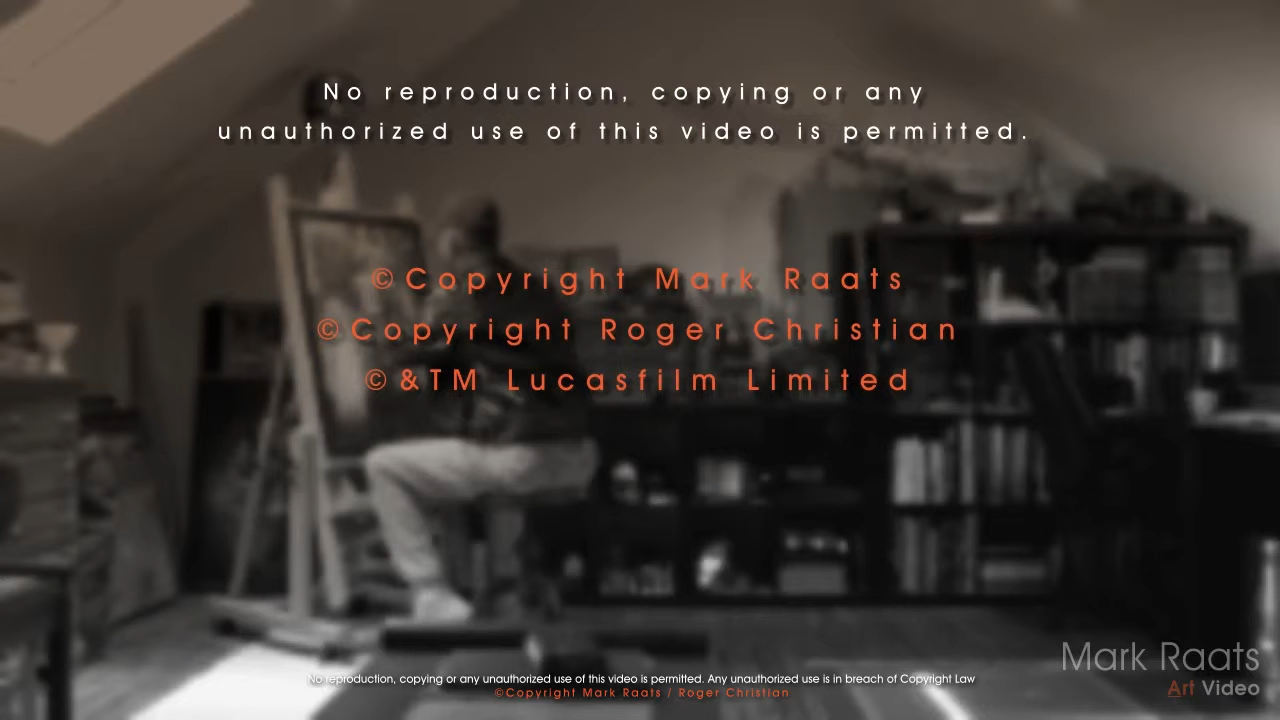 No reproduction, copying or any
unauthorized use of this video is permitted.
©Copyright Mark Raats
©Copyright Roger Christian
©&TM Lucasfilm Limited
Mark Raats
Art Video
No reproduction, copying or any unauthorized use of this video is permitted. Any unauthorized use is in breach of Copyright Law
©Copyright Mark Raats / Roger Christian